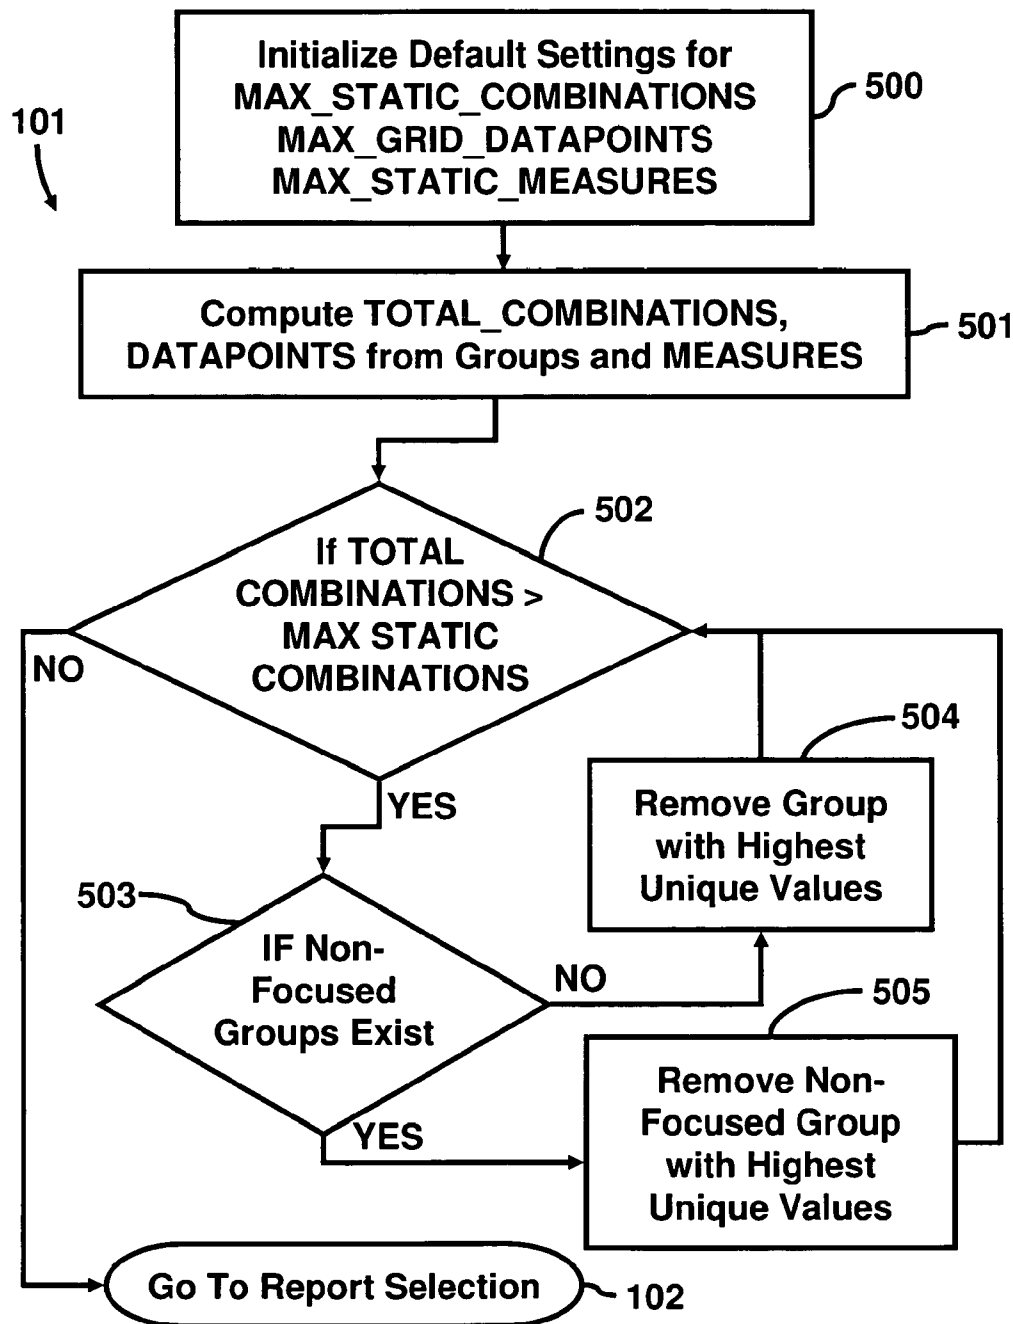 Initialize Default Settings for
MAX_STATIC_COMBINATIONS
MAX_GRID_DATAPOINTS
MAX_STATIC_MEASURES
500
101
Compute TOTAL_COMBINATIONS,
DATAPOINTS from Groups and MEASURES
501
If TOTAL
COMBINATIONS >
MAX STATIC
COMBINATIONS
502
NO
YES
504
Remove Group
with Highest
Unique Values
503
IF Non-
Focused
Groups Exist
NO
YES
505
Remove Non-
Focused Group
with Highest
Unique Values
Go To Report Selection
102